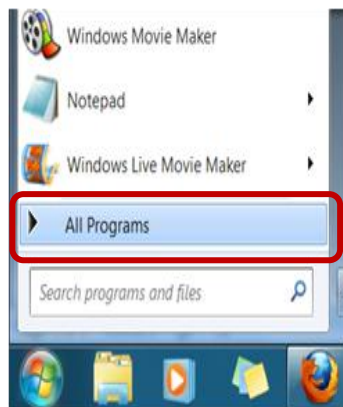 Windows Movie Maker
Notepad
Windows Live Movie Maker
All Programs
Search programs and files